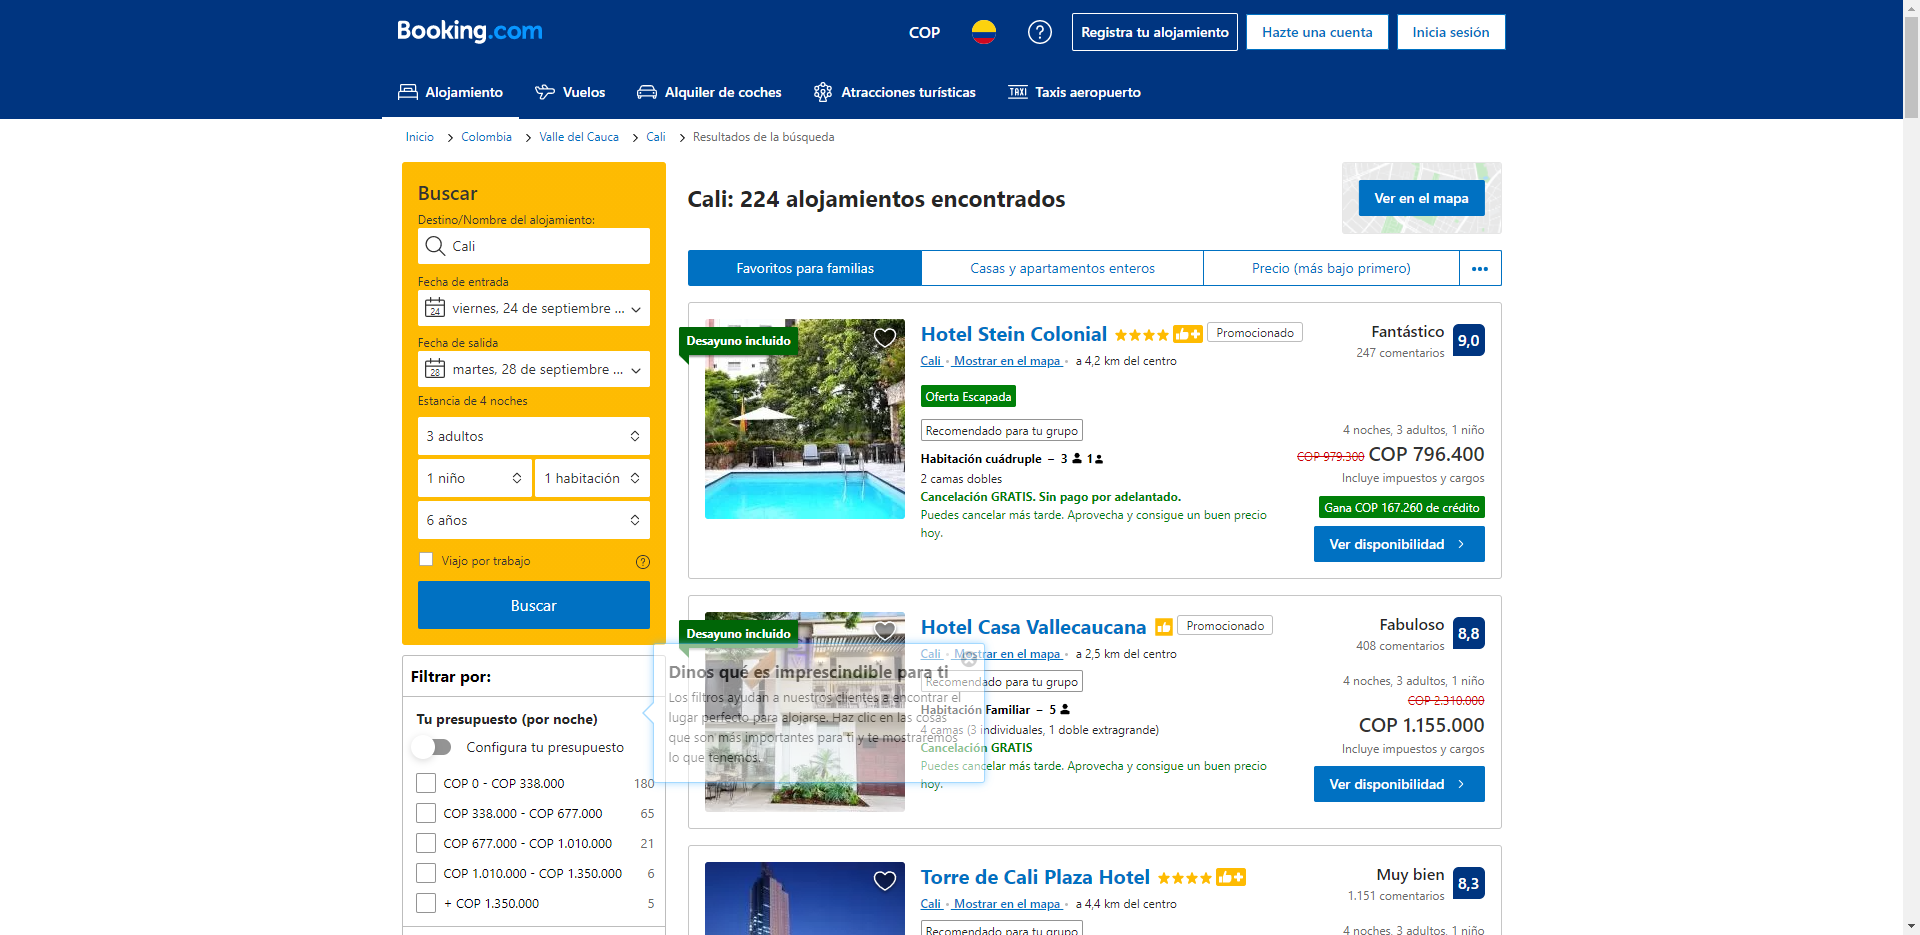 Booking.com
COP
Registra tu alojamiento
Hazte una cuenta
Inicia sesión
Alojamiento
Vuelos
Alquiler de coches
Atracciones turísticas
TAXI
Taxis aeropuerto
Inicio > Colombia > Valle del Cauca > Cali > Resultados de la búsqueda
Buscar
Destino/Nombre del alojamiento:
Cali
Fecha de entrada
24
viernes, 24 de septiembre ...
Fecha de salida
28
martes, 28 de septiembre ...
Estancia de 4 noches
3 adultos
1 niño
1 habitación
6 años
Viajo por trabajo
Buscar
Filtrar por:
Tu presupuesto (por noche)
Configura tu presupuesto
COP 0 - COP 338.000 180
COP 338.000 - COP 677.000 65
COP 677.000 - COP 1.010.000 21
COP 1.010.000 - COP 1.350.000 6
+ COP 1.350.000 5
Cali: 224 alojamientos encontrados
Ver en el mapa
Favoritos para familias
Casas y apartamentos enteros
Precio (más bajo primero)
Desayuno incluido
Hotel Stein Colonial
Promocionado
Cali • Mostrar en el mapa • a 4,2 km del centro
Oferta Escapada
Recomendado para tu grupo
Habitación cuádruple – 3 1
2 camas dobles
Cancelación GRATIS. Sin pago por adelantado.
Puedes cancelar más tarde. Aprovecha y consigue un buen precio
hoy.
Fantástico
247 comentarios
9,0
4 noches, 3 adultos, 1 niño
COP 979.300 COP 796.400
Incluye impuestos y cargos
Gana COP 167.260 de crédito
Ver disponibilidad
Desayuno incluido
Hotel Casa Vallecaucana
Promocionado
Cali • Mostrar en el mapa • a 2,5 km del centro
Recomendado para tu grupo
Habitación Familiar – 5
4 camas (3 individuales, 1 doble extragrande)
Cancelación GRATIS
Puedes cancelar más tarde. Aprovecha y consigue un buen precio
hoy.
Fabuloso
408 comentarios
8,8
4 noches, 3 adultos, 1 niño
COP 2.310.000
COP 1.155.000
Incluye impuestos y cargos
Ver disponibilidad
Dinos qué es imprescindible para ti
Los filtros ayudan a nuestros clientes a encontrar el
lugar perfecto para alojarse. Haz clic en las cosas
que son más importantes para ti y te mostraremos
lo que tenemos.
Torre de Cali Plaza Hotel
Cali • Mostrar en el mapa • a 4,4 km del centro
Recomendado para tu grupo
Muy bien
1.151 comentarios
8,3
4 noches, 3 adultos, 1 niño